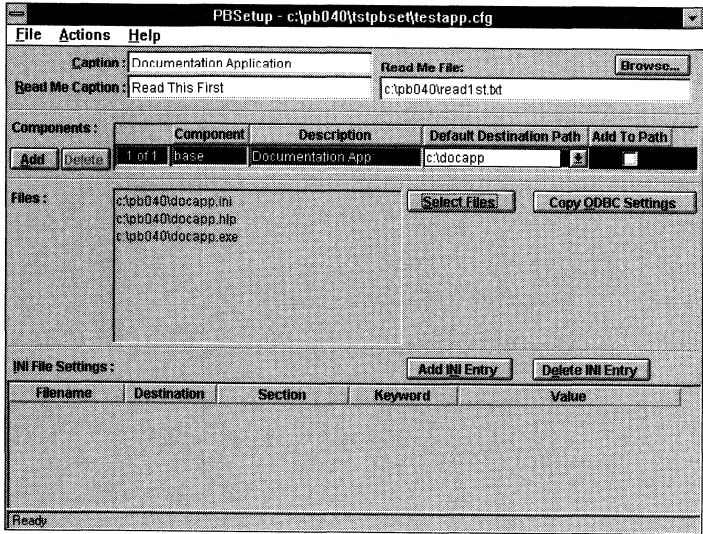 PBSetup - c:\pb040\tstpbset\testapp.cfg
File Actions Help
Caption: Documentation Application
Read Me File: Browse...
Read Me Caption: Read This First
c:\pb040\read1st.txt
Components:
Component Description Default Destination Path Add To Path
Add Delete 1 of 1 base Documentation App c:\docapp
Files:
c:\pb040\docapp.ini
c:\pb040\docapp.hlp
c:\pb040\docapp.exe
Select Files Copy ODBC Settings
INI File Settings: Add INI Entry Delete INI Entry
Filename Destination Section Keyword Value
Ready